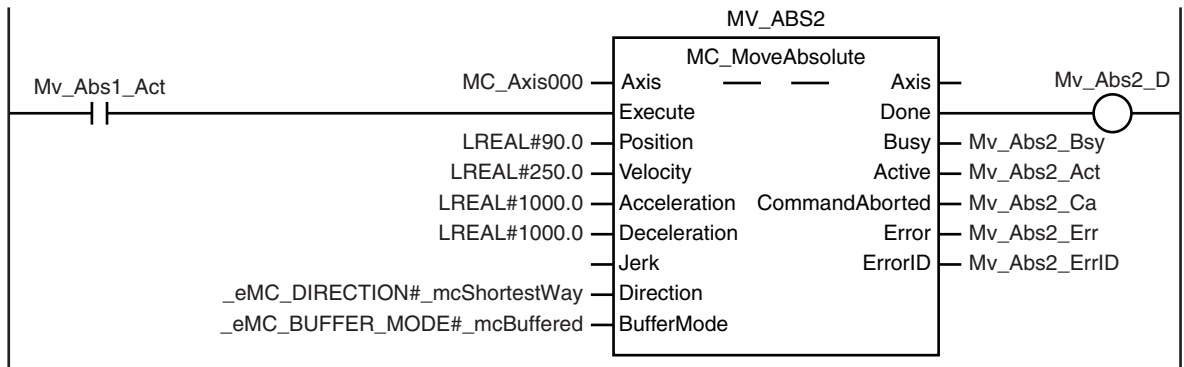 MV_ABS2
MC_MoveAbsolute
Mv_Abs1_Act
MC_Axis000 Axis Axis Mv_Abs2_D
Execute Done
LREAL#90.0 Position Busy Mv_Abs2_Bsy
LREAL#250.0 Velocity Active Mv_Abs2_Act
LREAL#1000.0 Acceleration CommandAborted Mv_Abs2_Ca
LREAL#1000.0 Deceleration Error Mv_Abs2_Err
Jerk ErrorID Mv_Abs2_ErrID
_eMC_DIRECTION#_mcShortestWay Direction
_eMC_BUFFER_MODE#_mcBuffered BufferMode